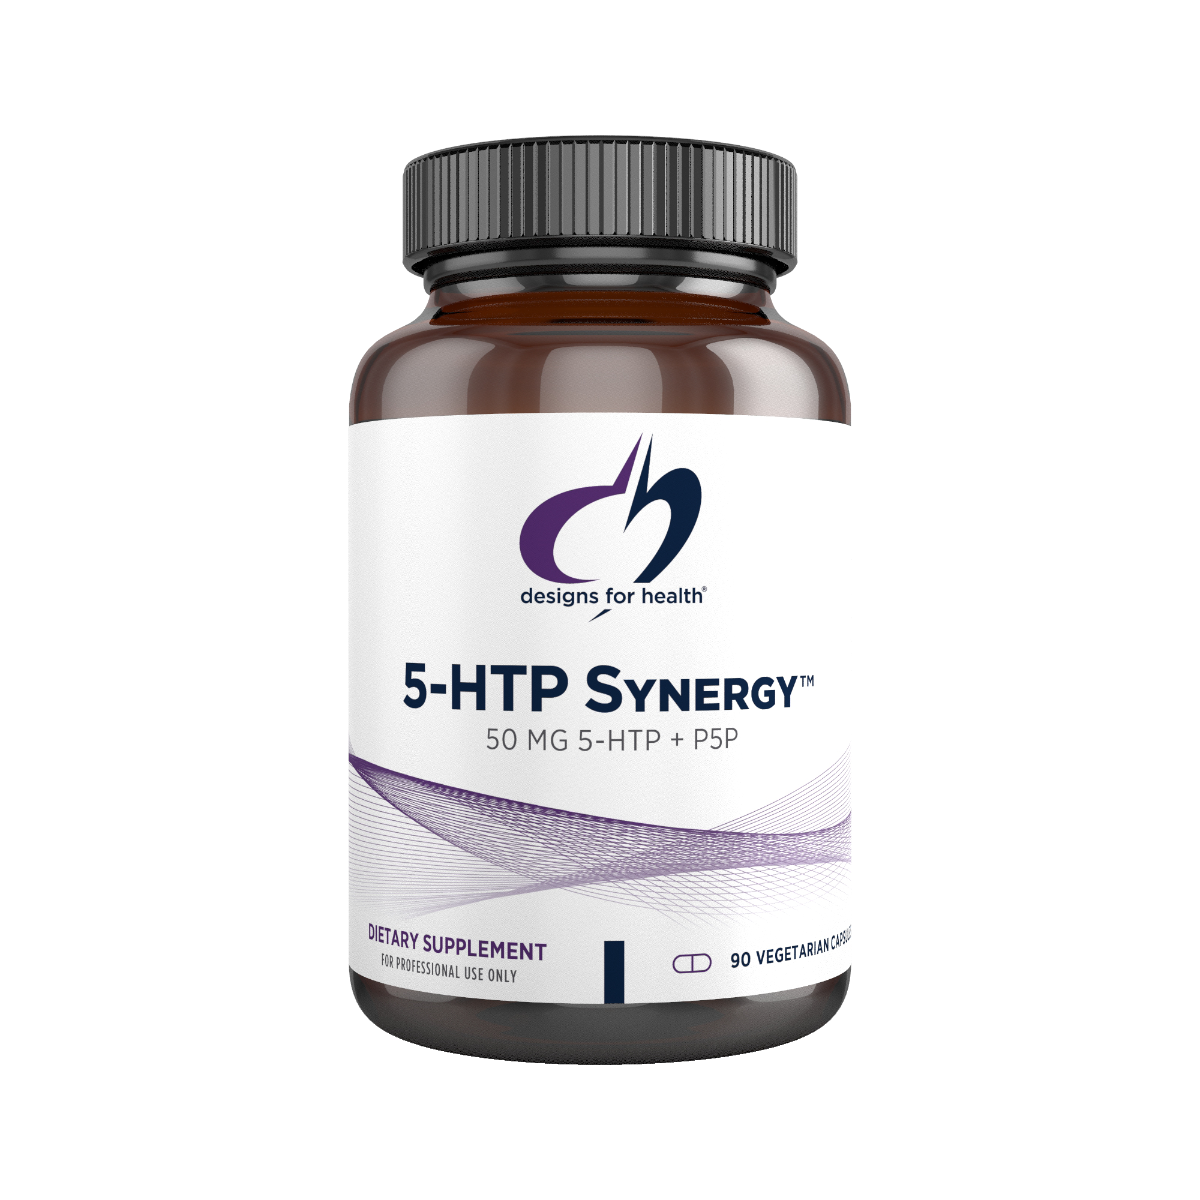 designs for health®
5-HTP SYNERGY™
50 MG 5-HTP + P5P
DIETARY SUPPLEMENT
FOR PROFESSIONAL USE ONLY
90 VEGETARIAN CAPSULES